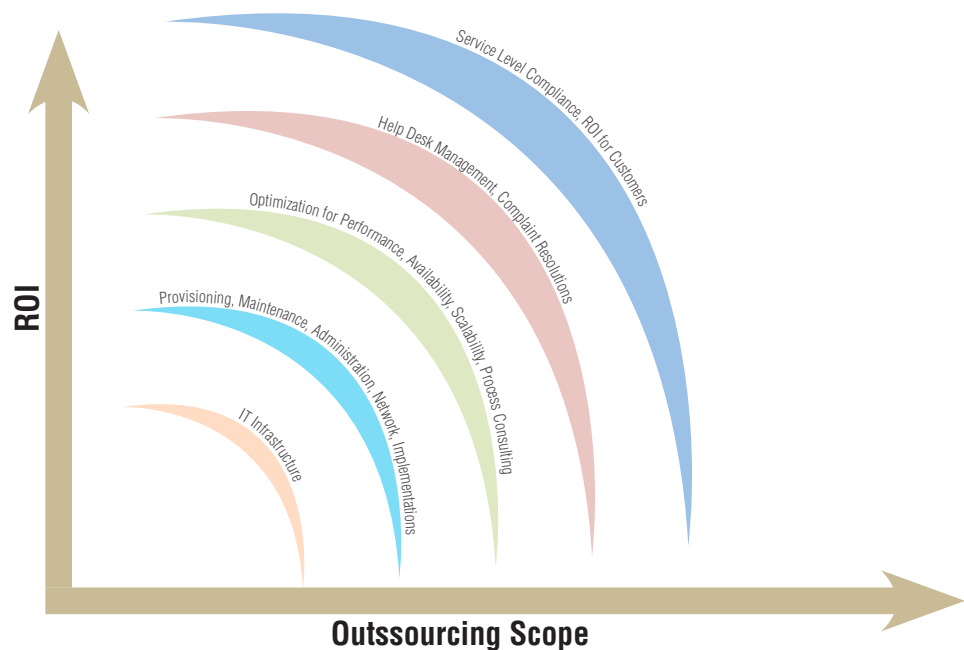 Service Level Compliance, ROI for Customers
Help Desk Management, Complaint Resolutions
Optimization for Performance, Availability, Scalability, Process Consulting
Provisioning, Maintenance, Administration, Network, Implementations
IT Infrastructure
ROI
Outssourcing Scope